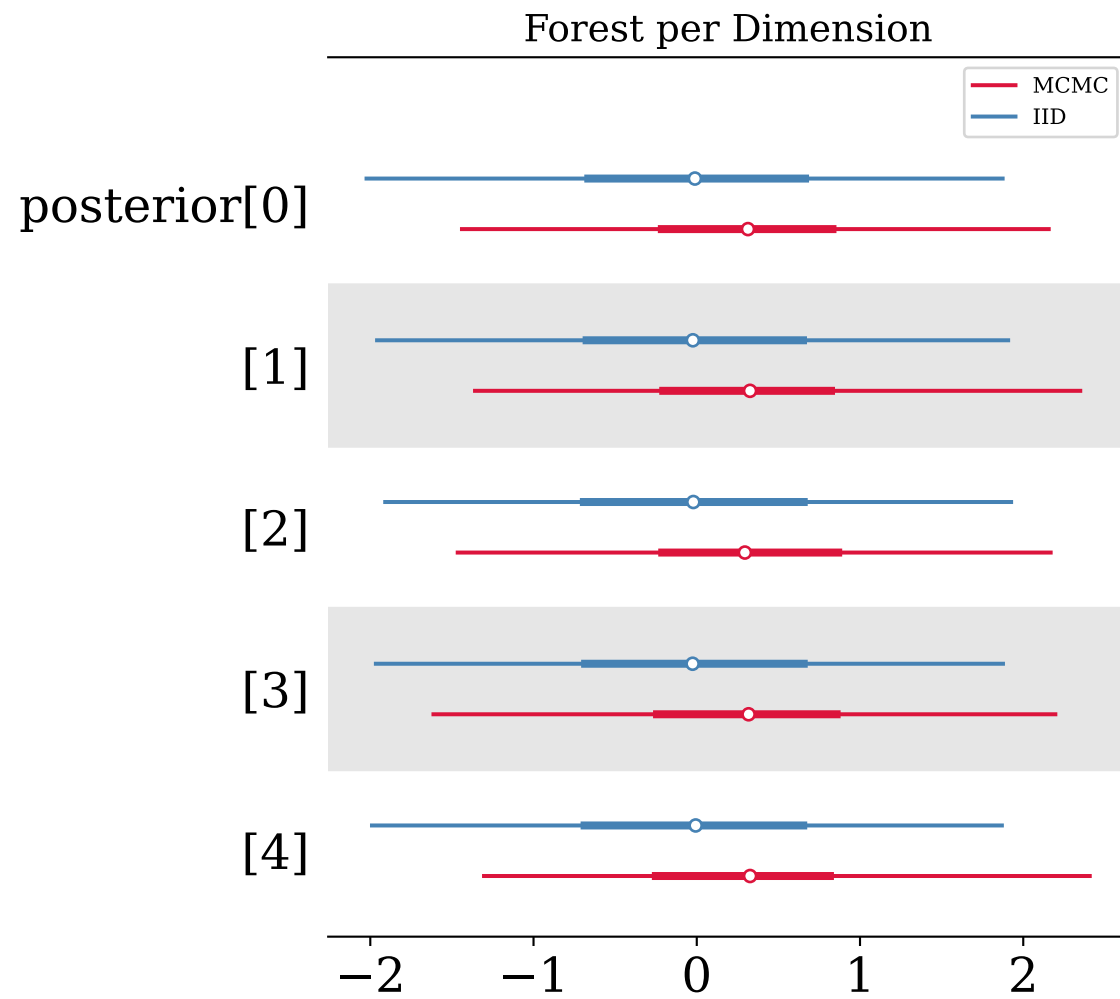 Forest per Dimension
MCMC
IID
posterior[0]
[1]
[2]
[3]
[4]
−2 −1 0 1 2